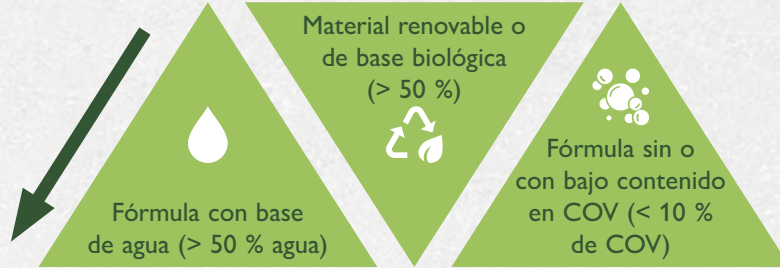 Fórmula con base
de agua (> 50 % agua)
Material renovable o
de base biológica
(> 50 %)
Fórmula sin o
con bajo contenido
en COV (< 10 %
de COV)